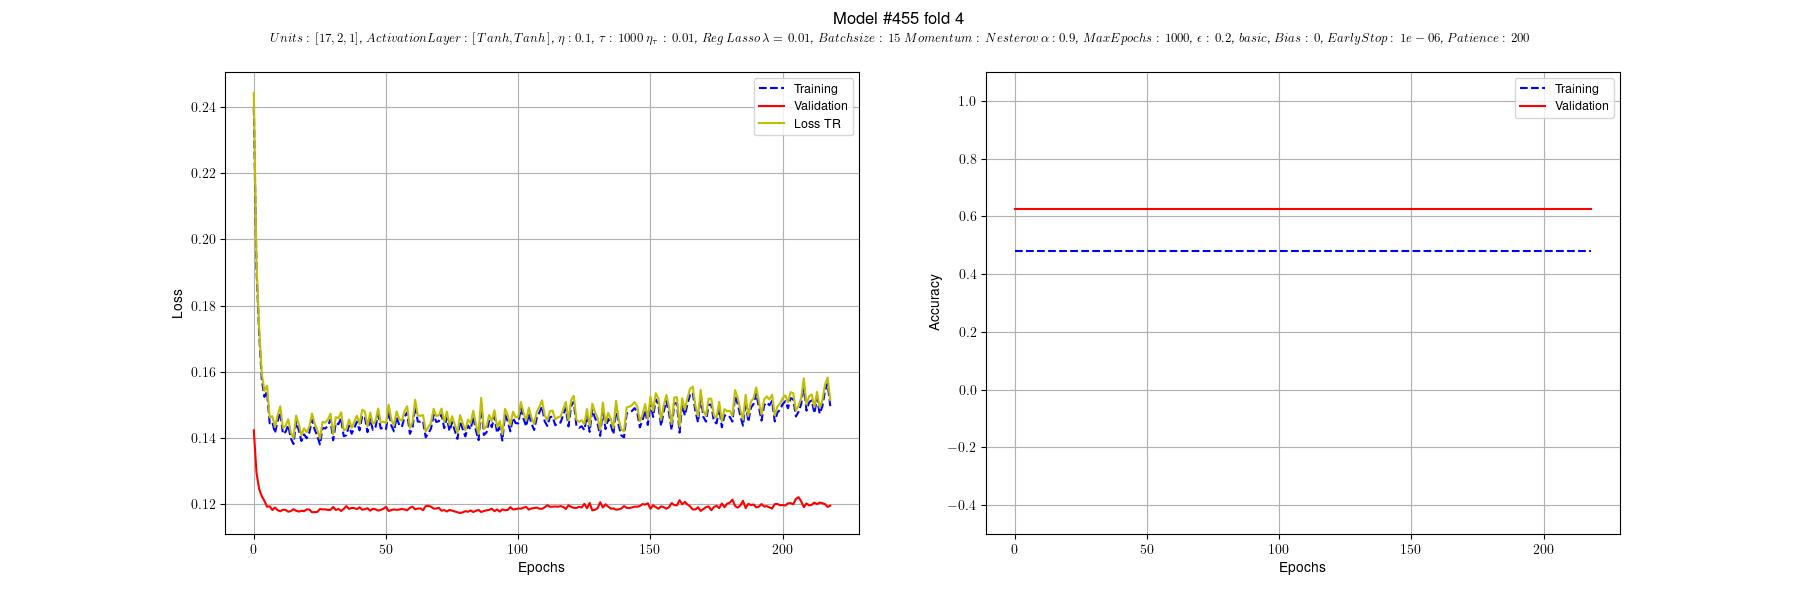 Model #455 fold 4
Units : [17, 2, 1], ActivationLayer : [Tanh, Tanh], η : 0.1, τ : 1000 ητ : 0.01, Reg Lasso λ = 0.01, Batchsize : 15 Momentum : Nesterov α : 0.9, MaxEpochs : 1000, ϵ : 0.2, basic, Bias : 0, EarlyStop : 1e − 06, Patience : 200
Training
Validation
Loss TR
0.24
0.22
0.20
0.18
0.16
0.14
0.12
Loss
0
50
100
150
200
Epochs
Training
Validation
1.0
0.8
0.6
0.4
0.2
0.0
−0.2
−0.4
Accuracy
0
50
100
150
200
Epochs